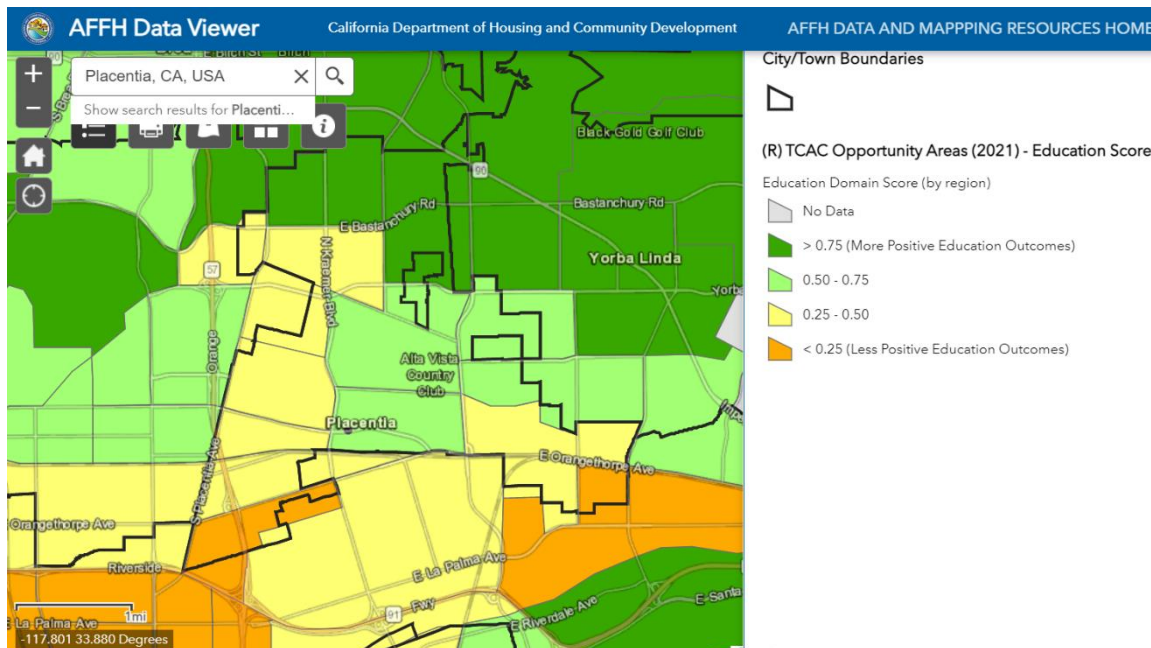 AFFH Data Viewer
California Department of Housing and Community Development
AFFH DATA AND MAPPPING RESOURCES HOME
+
−
Placentia, CA, USA
Show search results for Placenti...
90
Black Gold Golf Club
E Bastanchury Rd
Bastanchury Rd
Yorba Linda
57
N Kraemer Blvd
Yorba
Orange
Alta Vista
Country
Club
Placentia
Impe
S Placentia Ave
E Orangethorpe Ave
Orangethorpe Ave
Riverside
E La Palma Ave
91
Fwy
E Riverdale Ave
E Santa
La Palma Ave
1mi
-117.801 33.880 Degrees
City/Town Boundaries
(R) TCAC Opportunity Areas (2021) - Education Score
Education Domain Score (by region)
No Data
> 0.75 (More Positive Education Outcomes)
0.50 - 0.75
0.25 - 0.50
< 0.25 (Less Positive Education Outcomes)